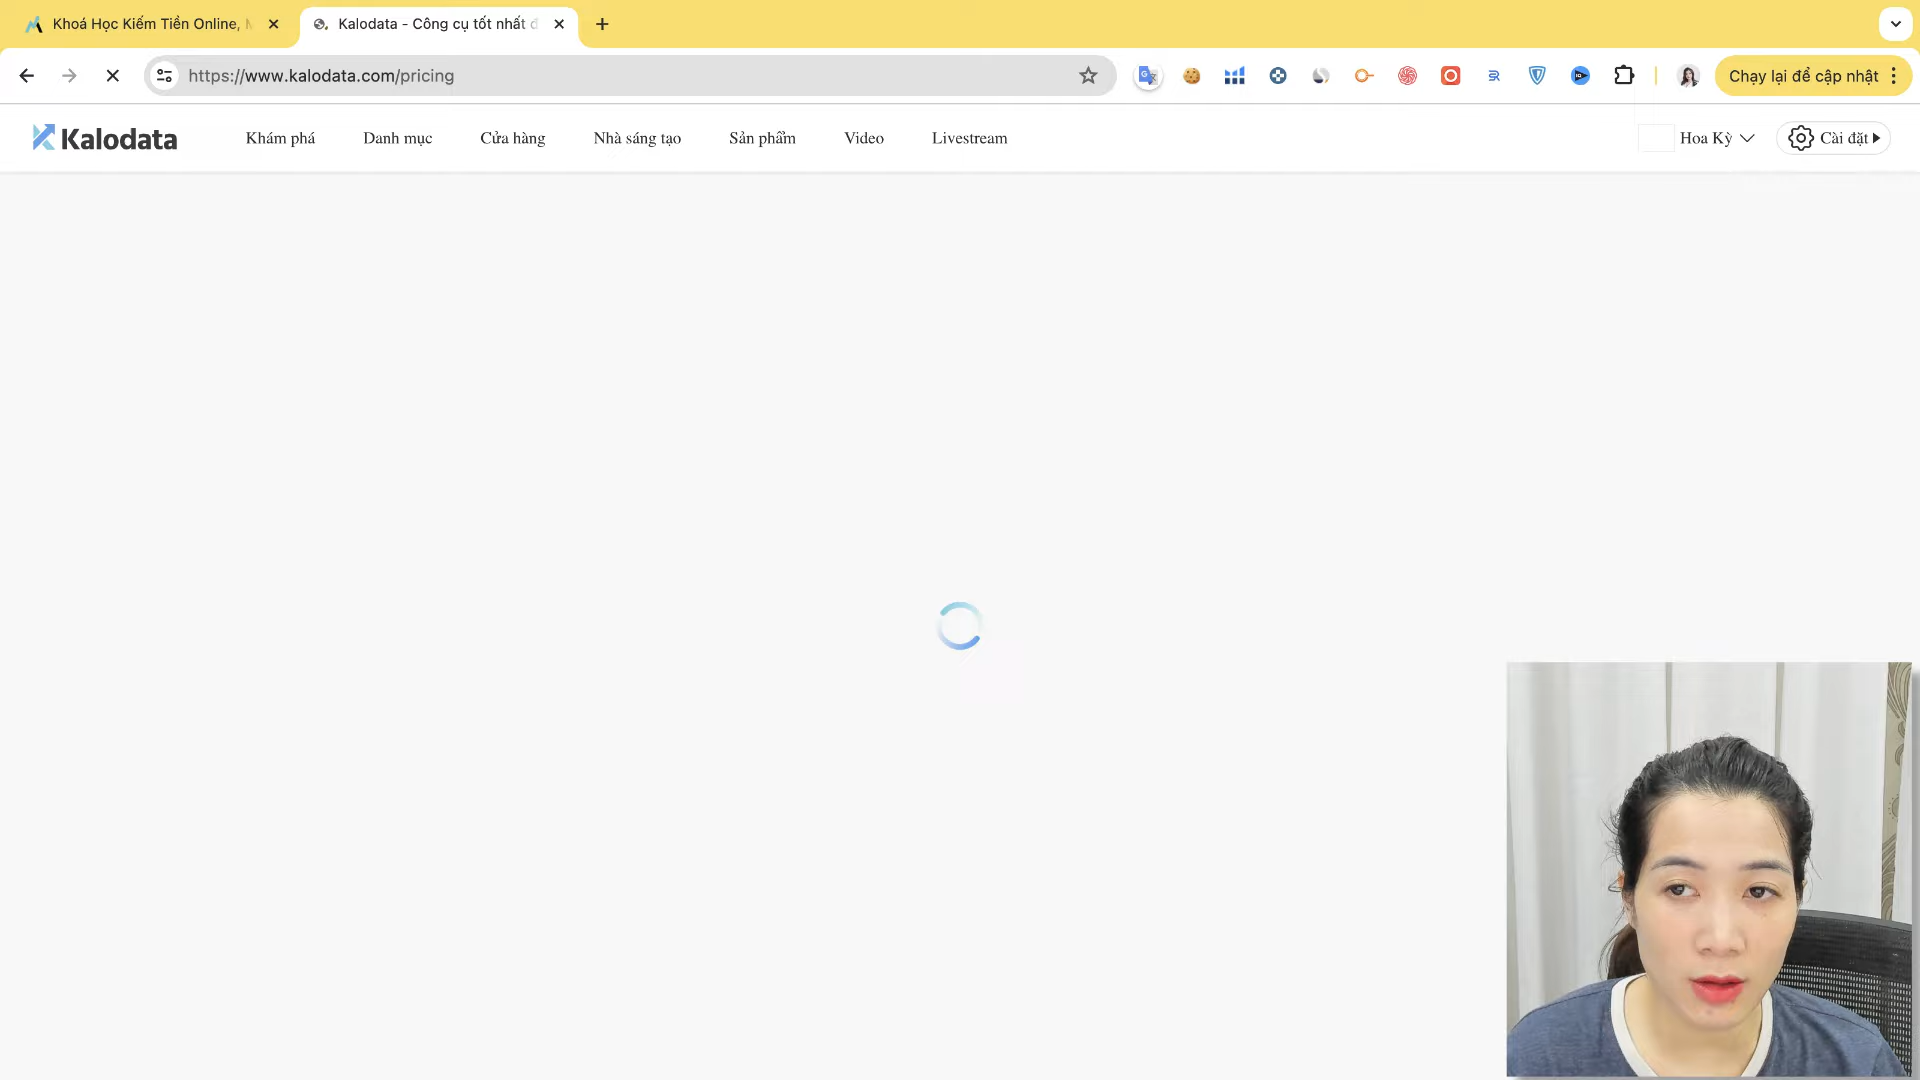 Khoá Học Kiếm Tiền Online,
Kalodata - Công cụ tốt nhất
https://www.kalodata.com/pricing
Chạy lại để cập nhật
Kalodata
Khám phá
Danh mục
Cửa hàng
Nhà sáng tạo
Sản phẩm
Video
Livestream
Hoa Kỳ
Cài đặt